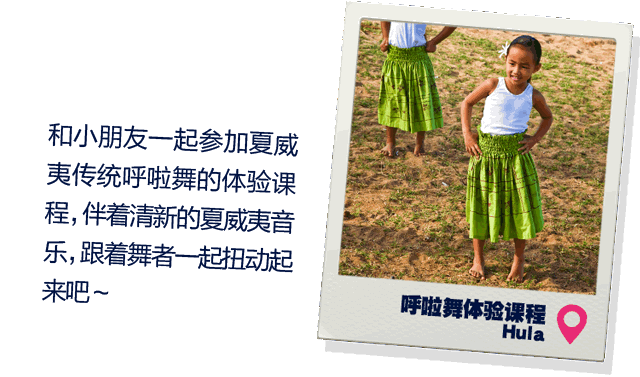 和小朋友一起参加夏威
夷传统呼啦舞的体验课
程，伴着清新的夏威夷音
乐，跟着舞者一起扭动起
来吧～
呼啦舞体验课程
Hula